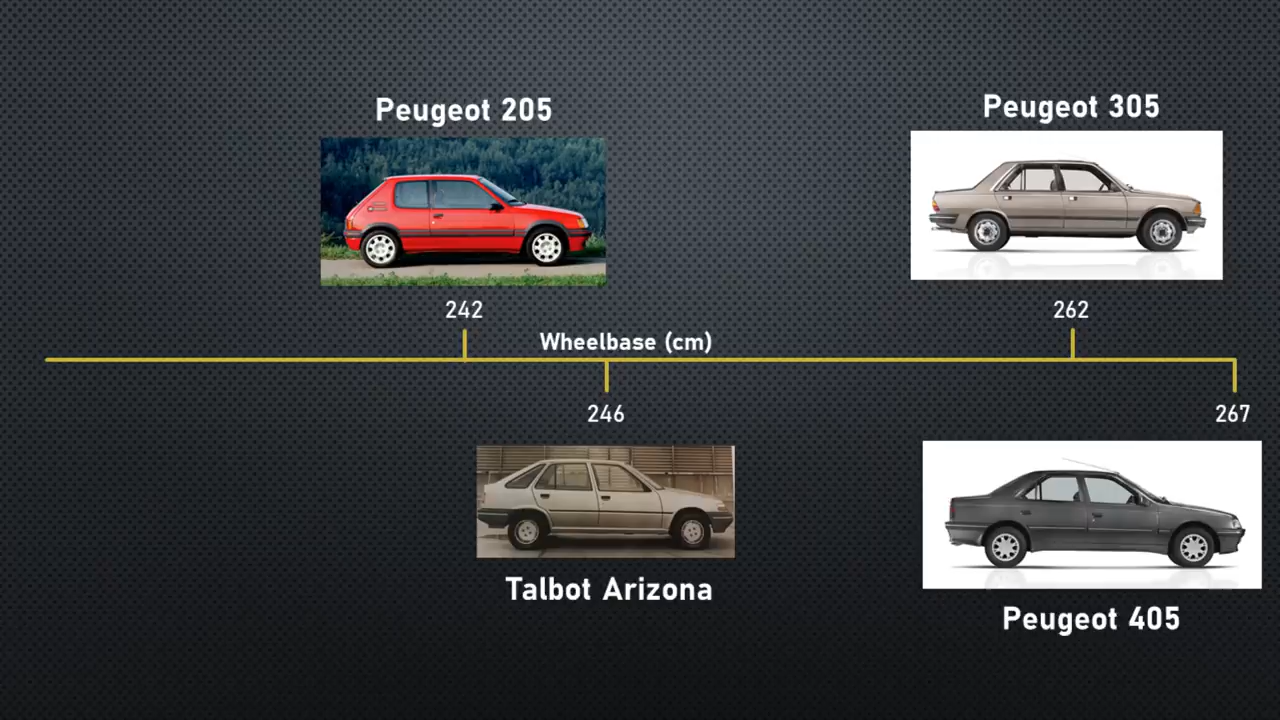 Peugeot 205
Peugeot 305
242
262
Wheelbase (cm)
246
267
Talbot Arizona
Peugeot 405